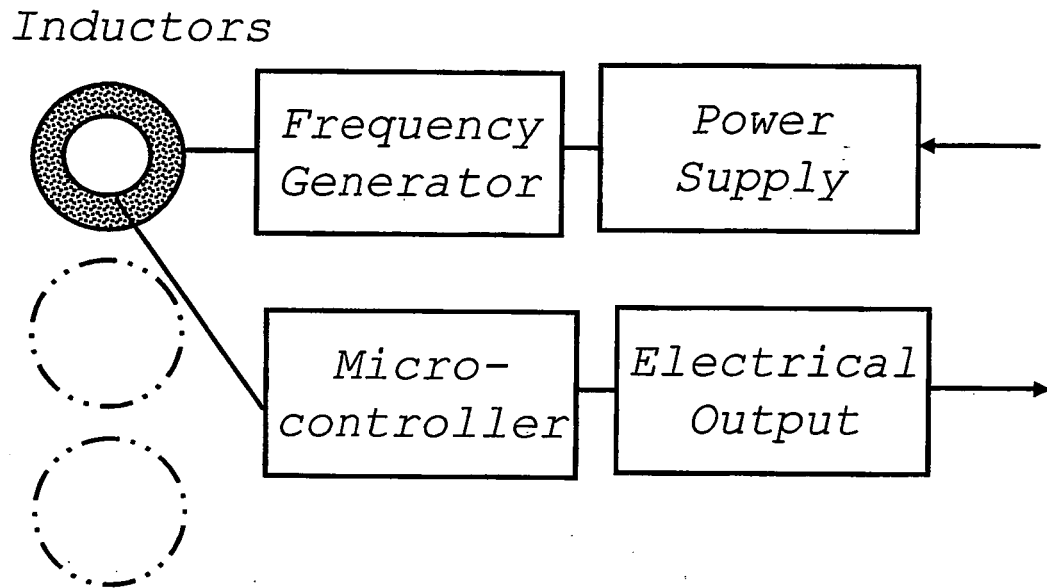 Inductors
Frequency
Generator
Power
Supply
Micro-
controller
Electrical
Output